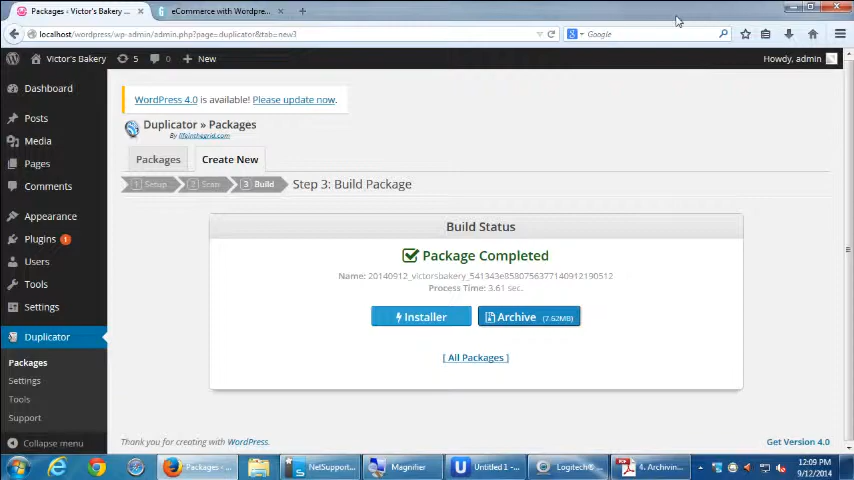 Packages ‹ Victor's Bakery ...
eCommerce with Wordpre...
localhost/wordpress/wp-admin/admin.php?page=duplicator&tab=new3
Google
Victor's Bakery
5
0
New
Howdy, admin
Dashboard
Posts
Media
Pages
Comments
Appearance
Plugins 1
Users
Tools
Settings
Duplicator
Packages
Settings
Tools
Support
Collapse menu
WordPress 4.0 is available! Please update now.
Duplicator » Packages
By lifeinthegrid.com
Packages
Create New
1 Setup
2 Scan
3 Build
Step 3: Build Package
Build Status
Package Completed
Name: 20140912_victorsbakery_541343e8580756377140912190512
Process Time: 3.61 sec.
Installer
Archive (7.62MB)
[ All Packages ]
Thank you for creating with WordPress.
Get Version 4.0
Packages ‹ ...
NetSupport...
Magnifier
Untitled 1 -...
Logitech® ...
4. Archivin...
12:09 PM
9/12/2014